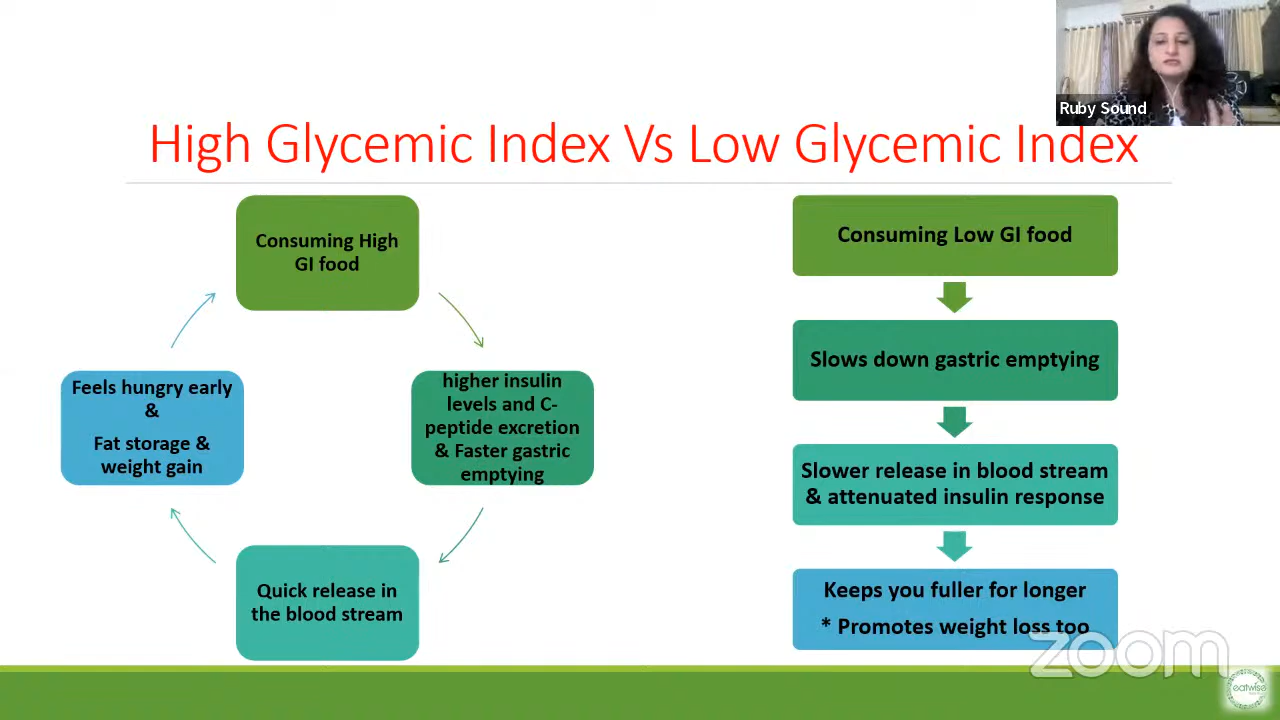 Ruby Sound
High Glycemic Index Vs Low Glycemic Index
Consuming High
GI food
higher insulin
levels and C-
peptide excretion
& Faster gastric
emptying
Quick release in
the blood stream
Feels hungry early
&
Fat storage &
weight gain
Consuming Low GI food
Slows down gastric emptying
Slower release in blood stream
& attenuated insulin response
Keeps you fuller for longer
* Promotes weight loss too
zoom
eatwise